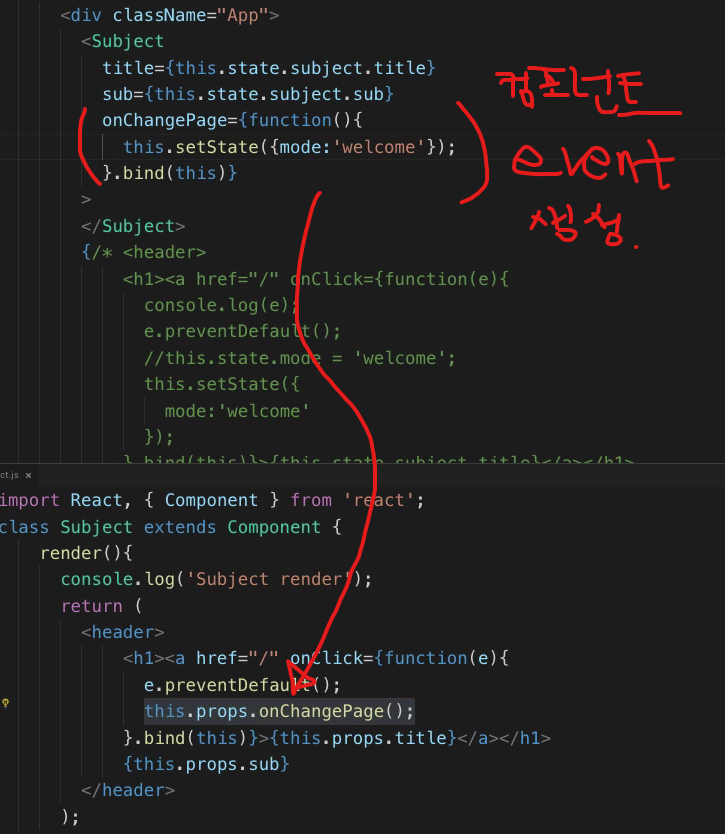 <div className="App">
<Subject
title={this.state.subject.title}
sub={this.state.subject.sub}
onChangePage={function(){
this.setState({mode:'welcome'});
}.bind(this)}
>
</Subject>
{/* <header>
<h1><a href="/" onClick={function(e){
console.log(e);
e.preventDefault();
//this.state.mode = 'welcome';
this.setState({
mode:'welcome'
});
}.bind(this)}>{this.state.subject.title}</a></h1>
컴포넌트
event
생성.
ct.js ×
import React, { Component } from 'react';
class Subject extends Component {
render(){
console.log('Subject render');
return (
<header>
<h1><a href="/" onClick={function(e){
e.preventDefault();
this.props.onChangePage();
}.bind(this)}>{this.props.title}</a></h1>
{this.props.sub}
</header>
);